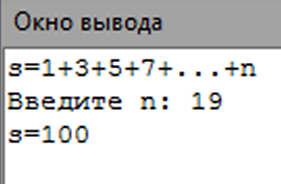 Окно вывода
s=1+3+5+7+...+n
Введите n: 19
s=100